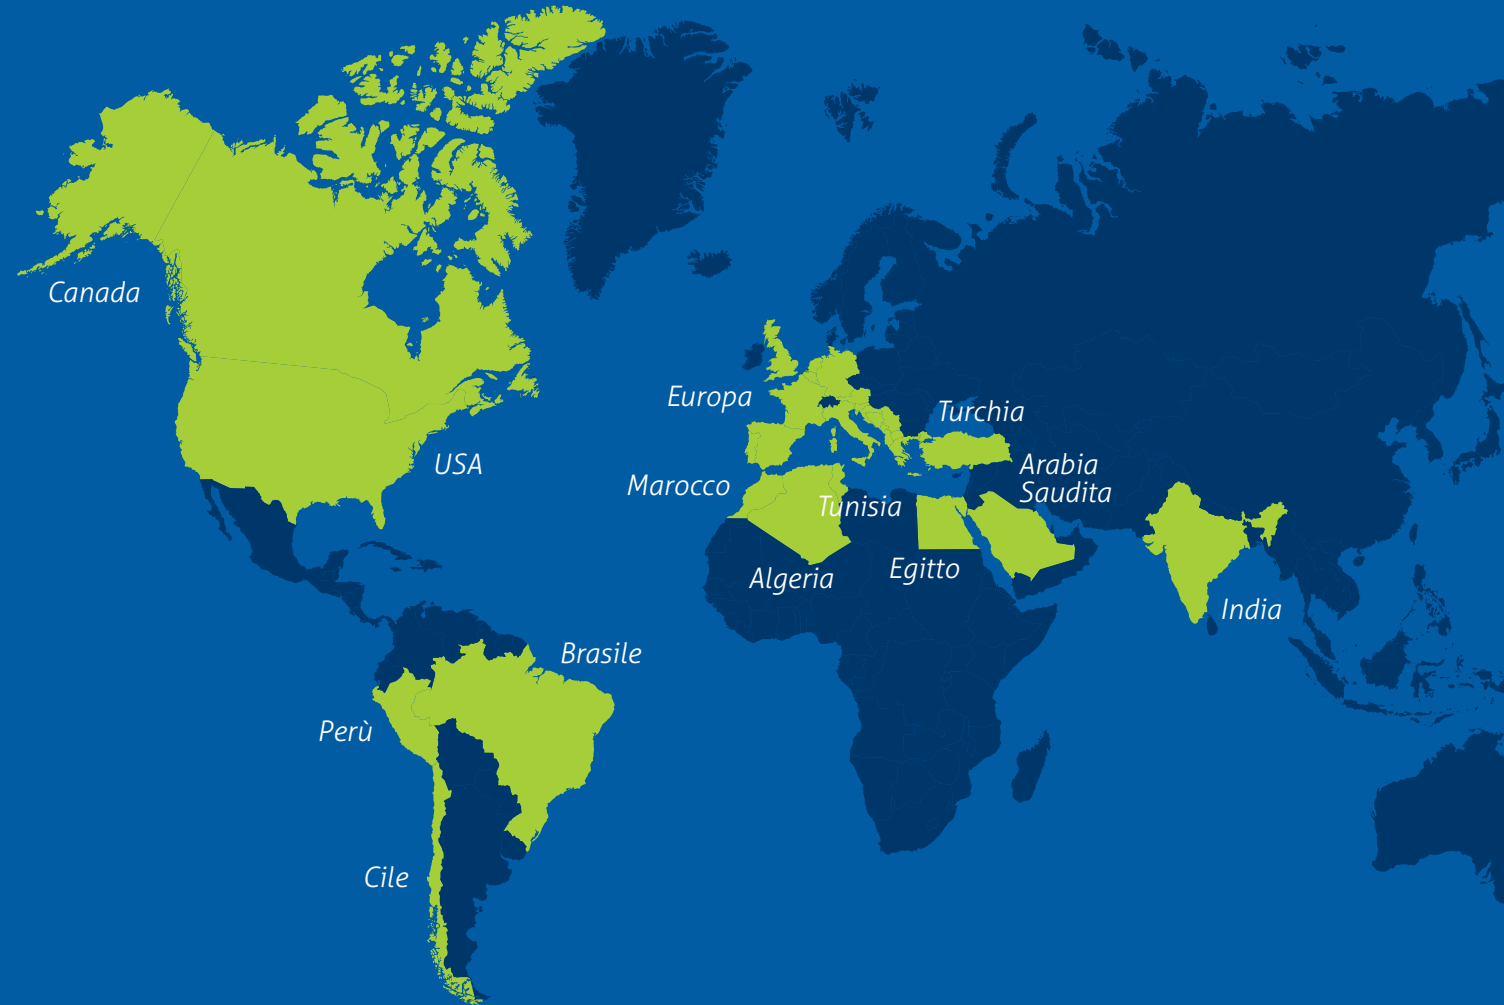 Canada
Europa
Turchia
USA
Arabia
Saudita
Marocco
Tunisia
Egitto
Algeria
India
Brasile
Perù
Cile